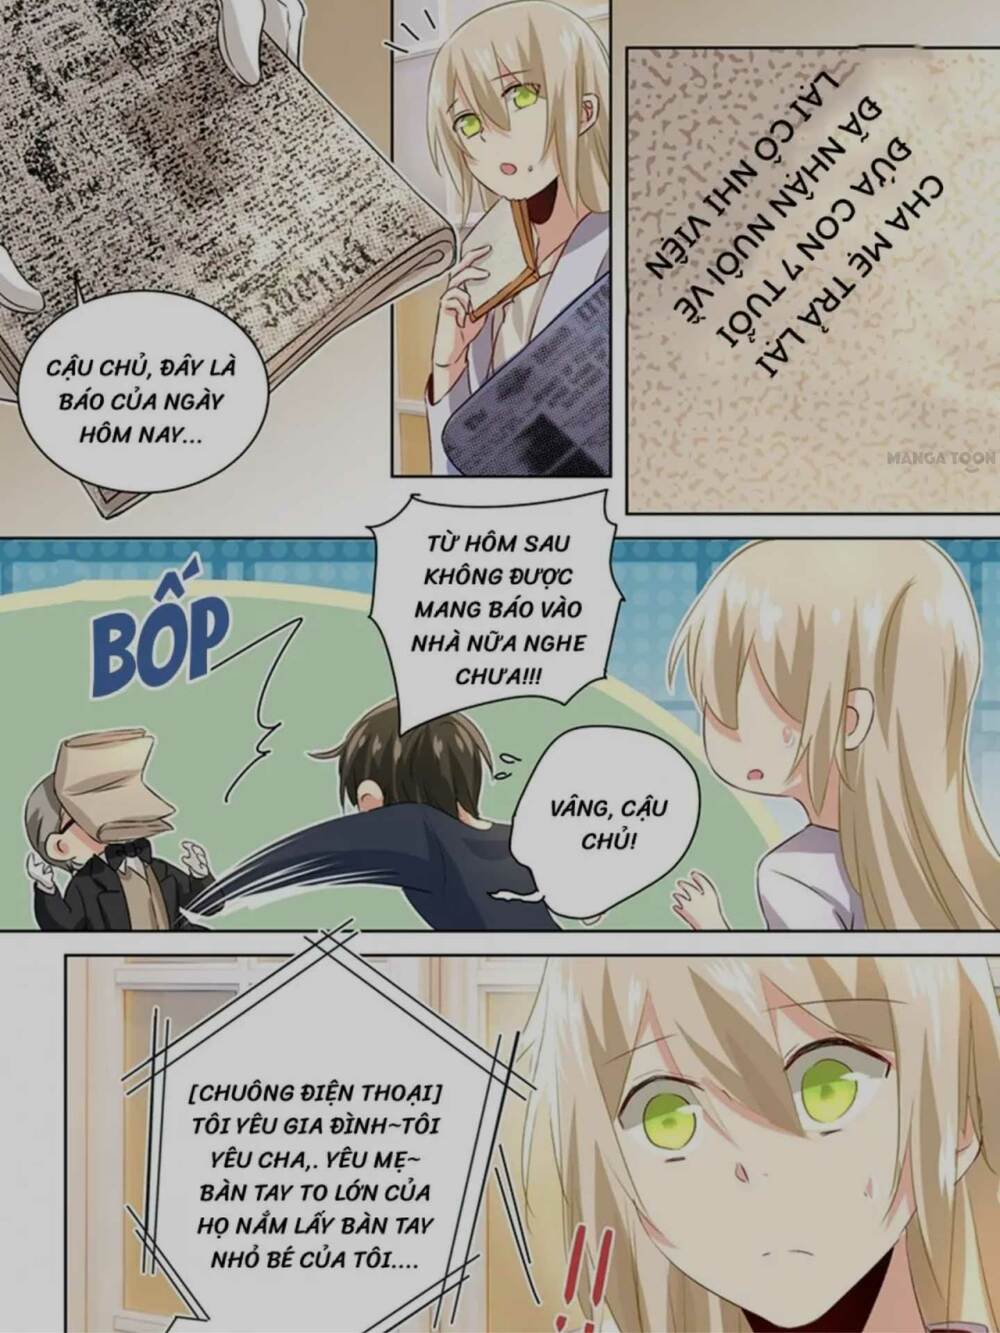 CẬU CHỦ, ĐÂY LÀ
BÁO CỦA NGÀY
HÔM NAY...
CHA MẸ TRẢ LẠI
ĐỨA CON 7 TUỔI
ĐÃ NHẬN NUÔI VỀ
LẠI CÔ NHI VIỆN
MANGA TOON
BỐP
TỪ HÔM SAU
KHÔNG ĐƯỢC
MANG BÁO VÀO
NHÀ NỮA NGHE
CHƯA!!!
VÂNG, CẬU
CHỦ!
[CHUÔNG ĐIỆN THOẠI]
TÔI YÊU GIA ĐÌNH~TÔI
YÊU CHA,. YÊU MẸ~
BÀN TAY TO LỚN CỦA
HỌ NẮM LẤY BÀN TAY
NHỎ BÉ CỦA TÔI....
!!